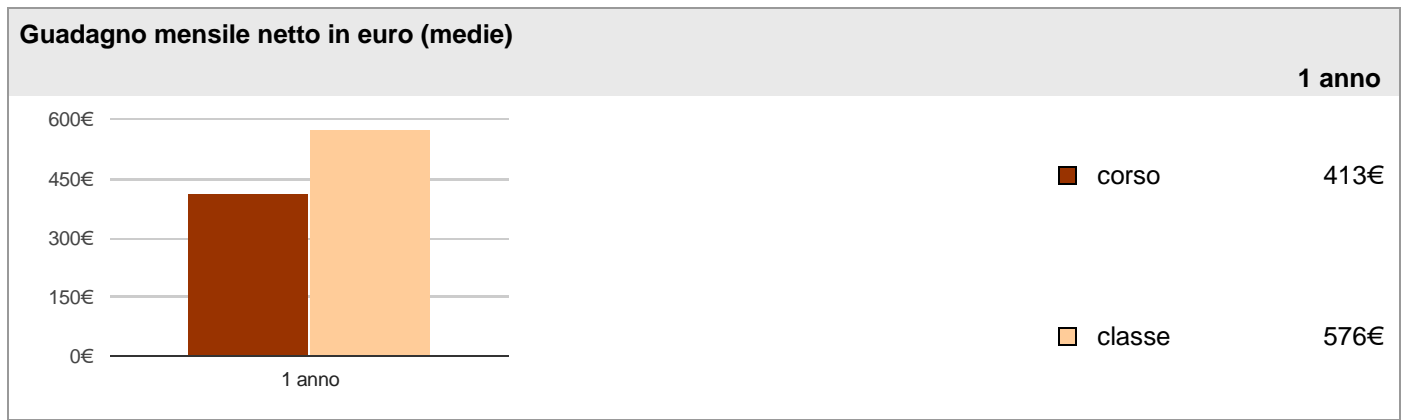 Guadagno mensile netto in euro (medie)
1 anno
600€
450€
300€
150€
0€
1 anno
corso 413€
classe 576€